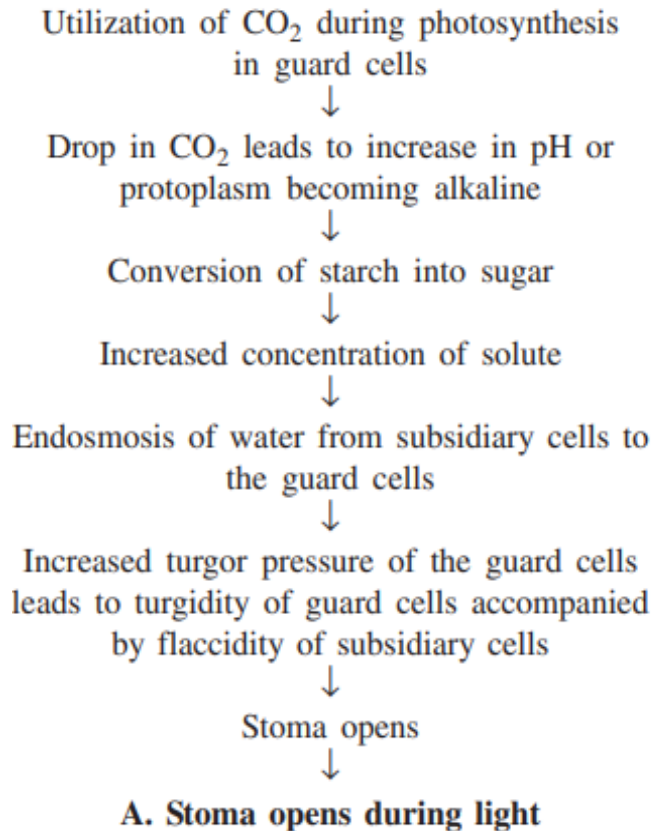 Utilization of CO₂ during photosynthesis
in guard cells
↓
Drop in CO₂ leads to increase in pH or
protoplasm becoming alkaline
↓
Conversion of starch into sugar
↓
Increased concentration of solute
↓
Endosmosis of water from subsidiary cells to
the guard cells
↓
Increased turgor pressure of the guard cells
leads to turgidity of guard cells accompanied
by flaccidity of subsidiary cells
↓
Stoma opens
↓
A. Stoma opens during light